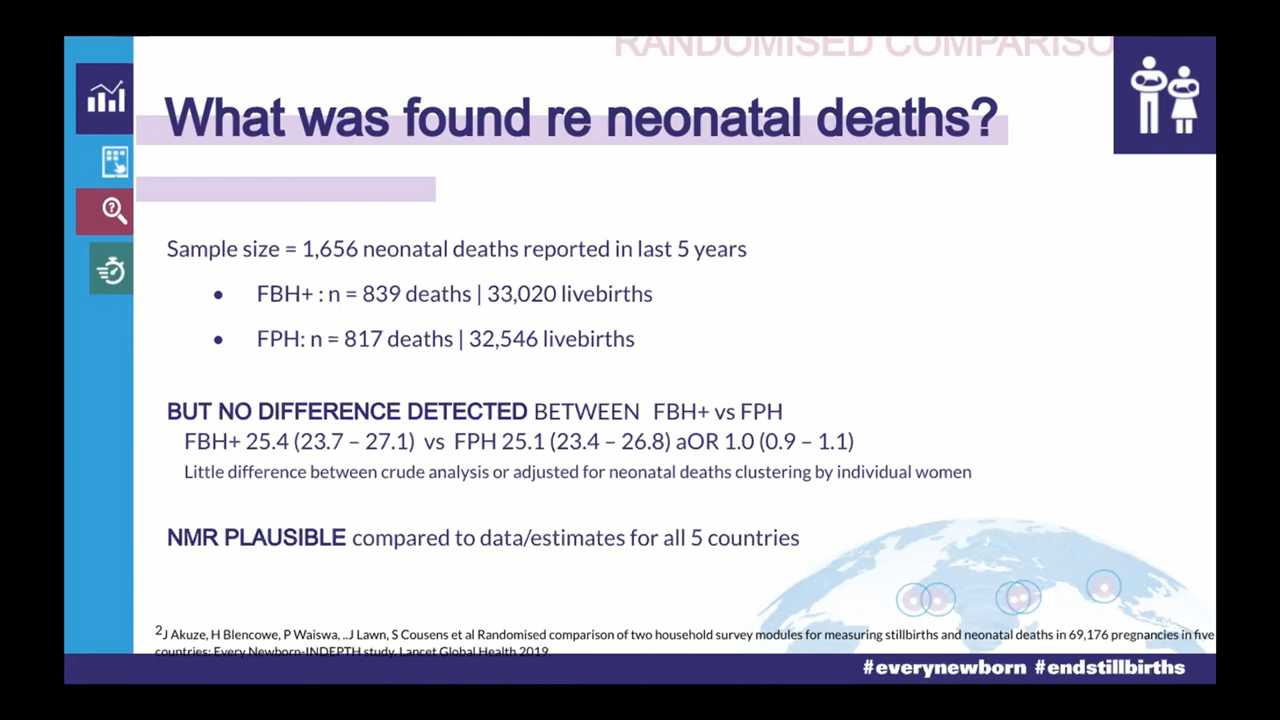 RANDOMISED COMPARISO
What was found re neonatal deaths?
Sample size = 1,656 neonatal deaths reported in last 5 years
• FBH+ : n = 839 deaths | 33,020 livebirths
• FPH: n = 817 deaths | 32,546 livebirths
BUT NO DIFFERENCE DETECTED BETWEEN FBH+ vs FPH
FBH+ 25.4 (23.7 – 27.1) vs FPH 25.1 (23.4 – 26.8) aOR 1.0 (0.9 – 1.1)
Little difference between crude analysis or adjusted for neonatal deaths clustering by individual women
NMR PLAUSIBLE compared to data/estimates for all 5 countries
2J Akuze, H Blencowe, P Waiswa, ..J Lawn, S Cousens et al Randomised comparison of two household survey modules for measuring stillbirths and neonatal deaths in 69,176 pregnancies in five
countries: Every Newborn-INDEPTH study. Lancet Global Health 2019.
#everynewborn #endstillbirths